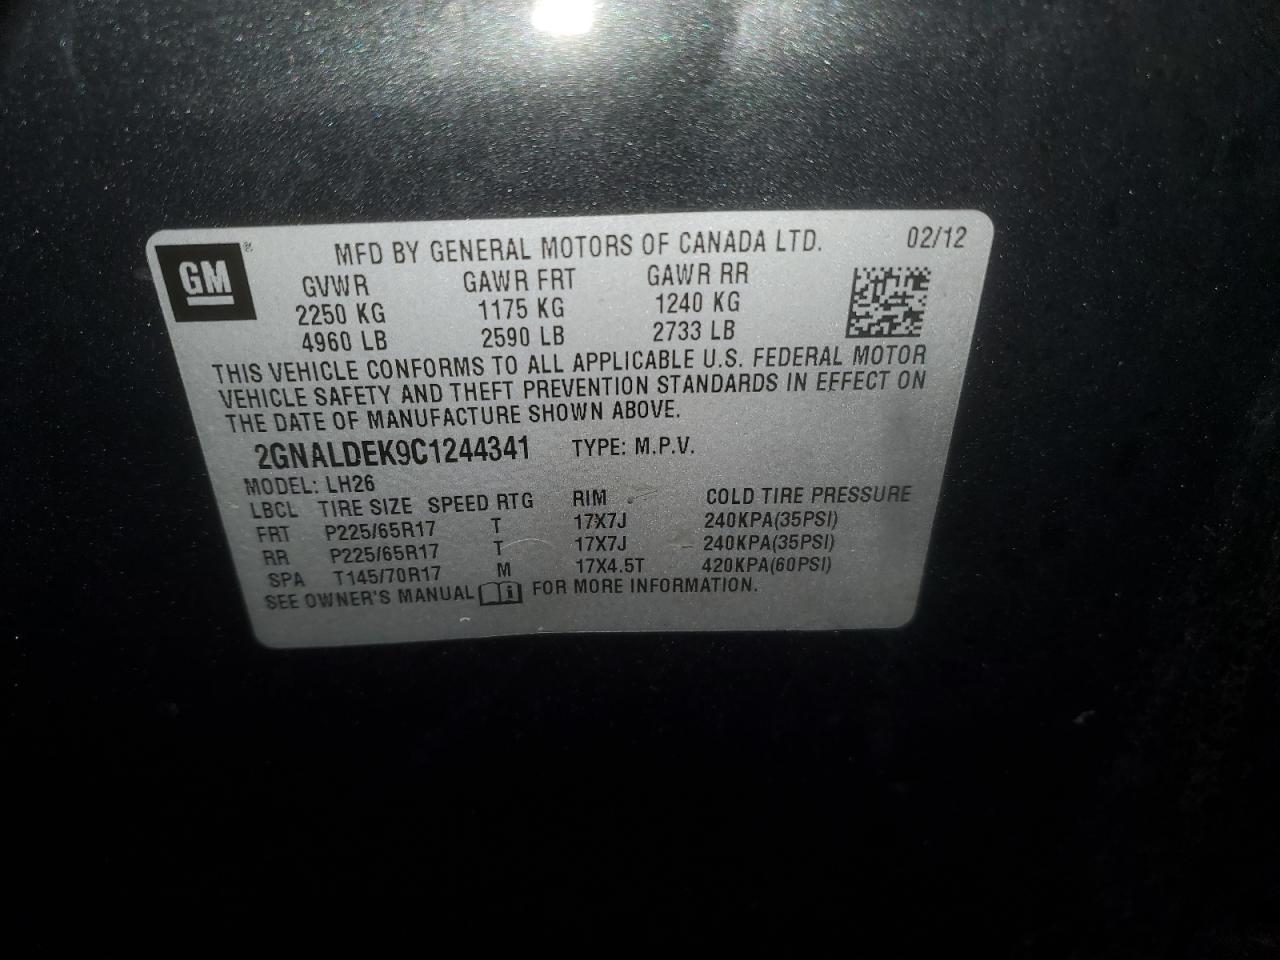 GM ®
MFD BY GENERAL MOTORS OF CANADA LTD. 02/12
GVWR GAWR FRT GAWR RR
2250 KG 1175 KG 1240 KG
4960 LB 2590 LB 2733 LB
THIS VEHICLE CONFORMS TO ALL APPLICABLE U.S. FEDERAL MOTOR
VEHICLE SAFETY AND THEFT PREVENTION STANDARDS IN EFFECT ON
THE DATE OF MANUFACTURE SHOWN ABOVE.
2GNALDEK9C1244341 TYPE: M.P.V.
MODEL: LH26
LBCL TIRE SIZE SPEED RTG RIM COLD TIRE PRESSURE
FRT P225/65R17 T 17X7J 240KPA(35PSI)
RR P225/65R17 T 17X7J 240KPA(35PSI)
SPA T145/70R17 M 17X4.5T 420KPA(60PSI)
SEE OWNER'S MANUAL i FOR MORE INFORMATION.